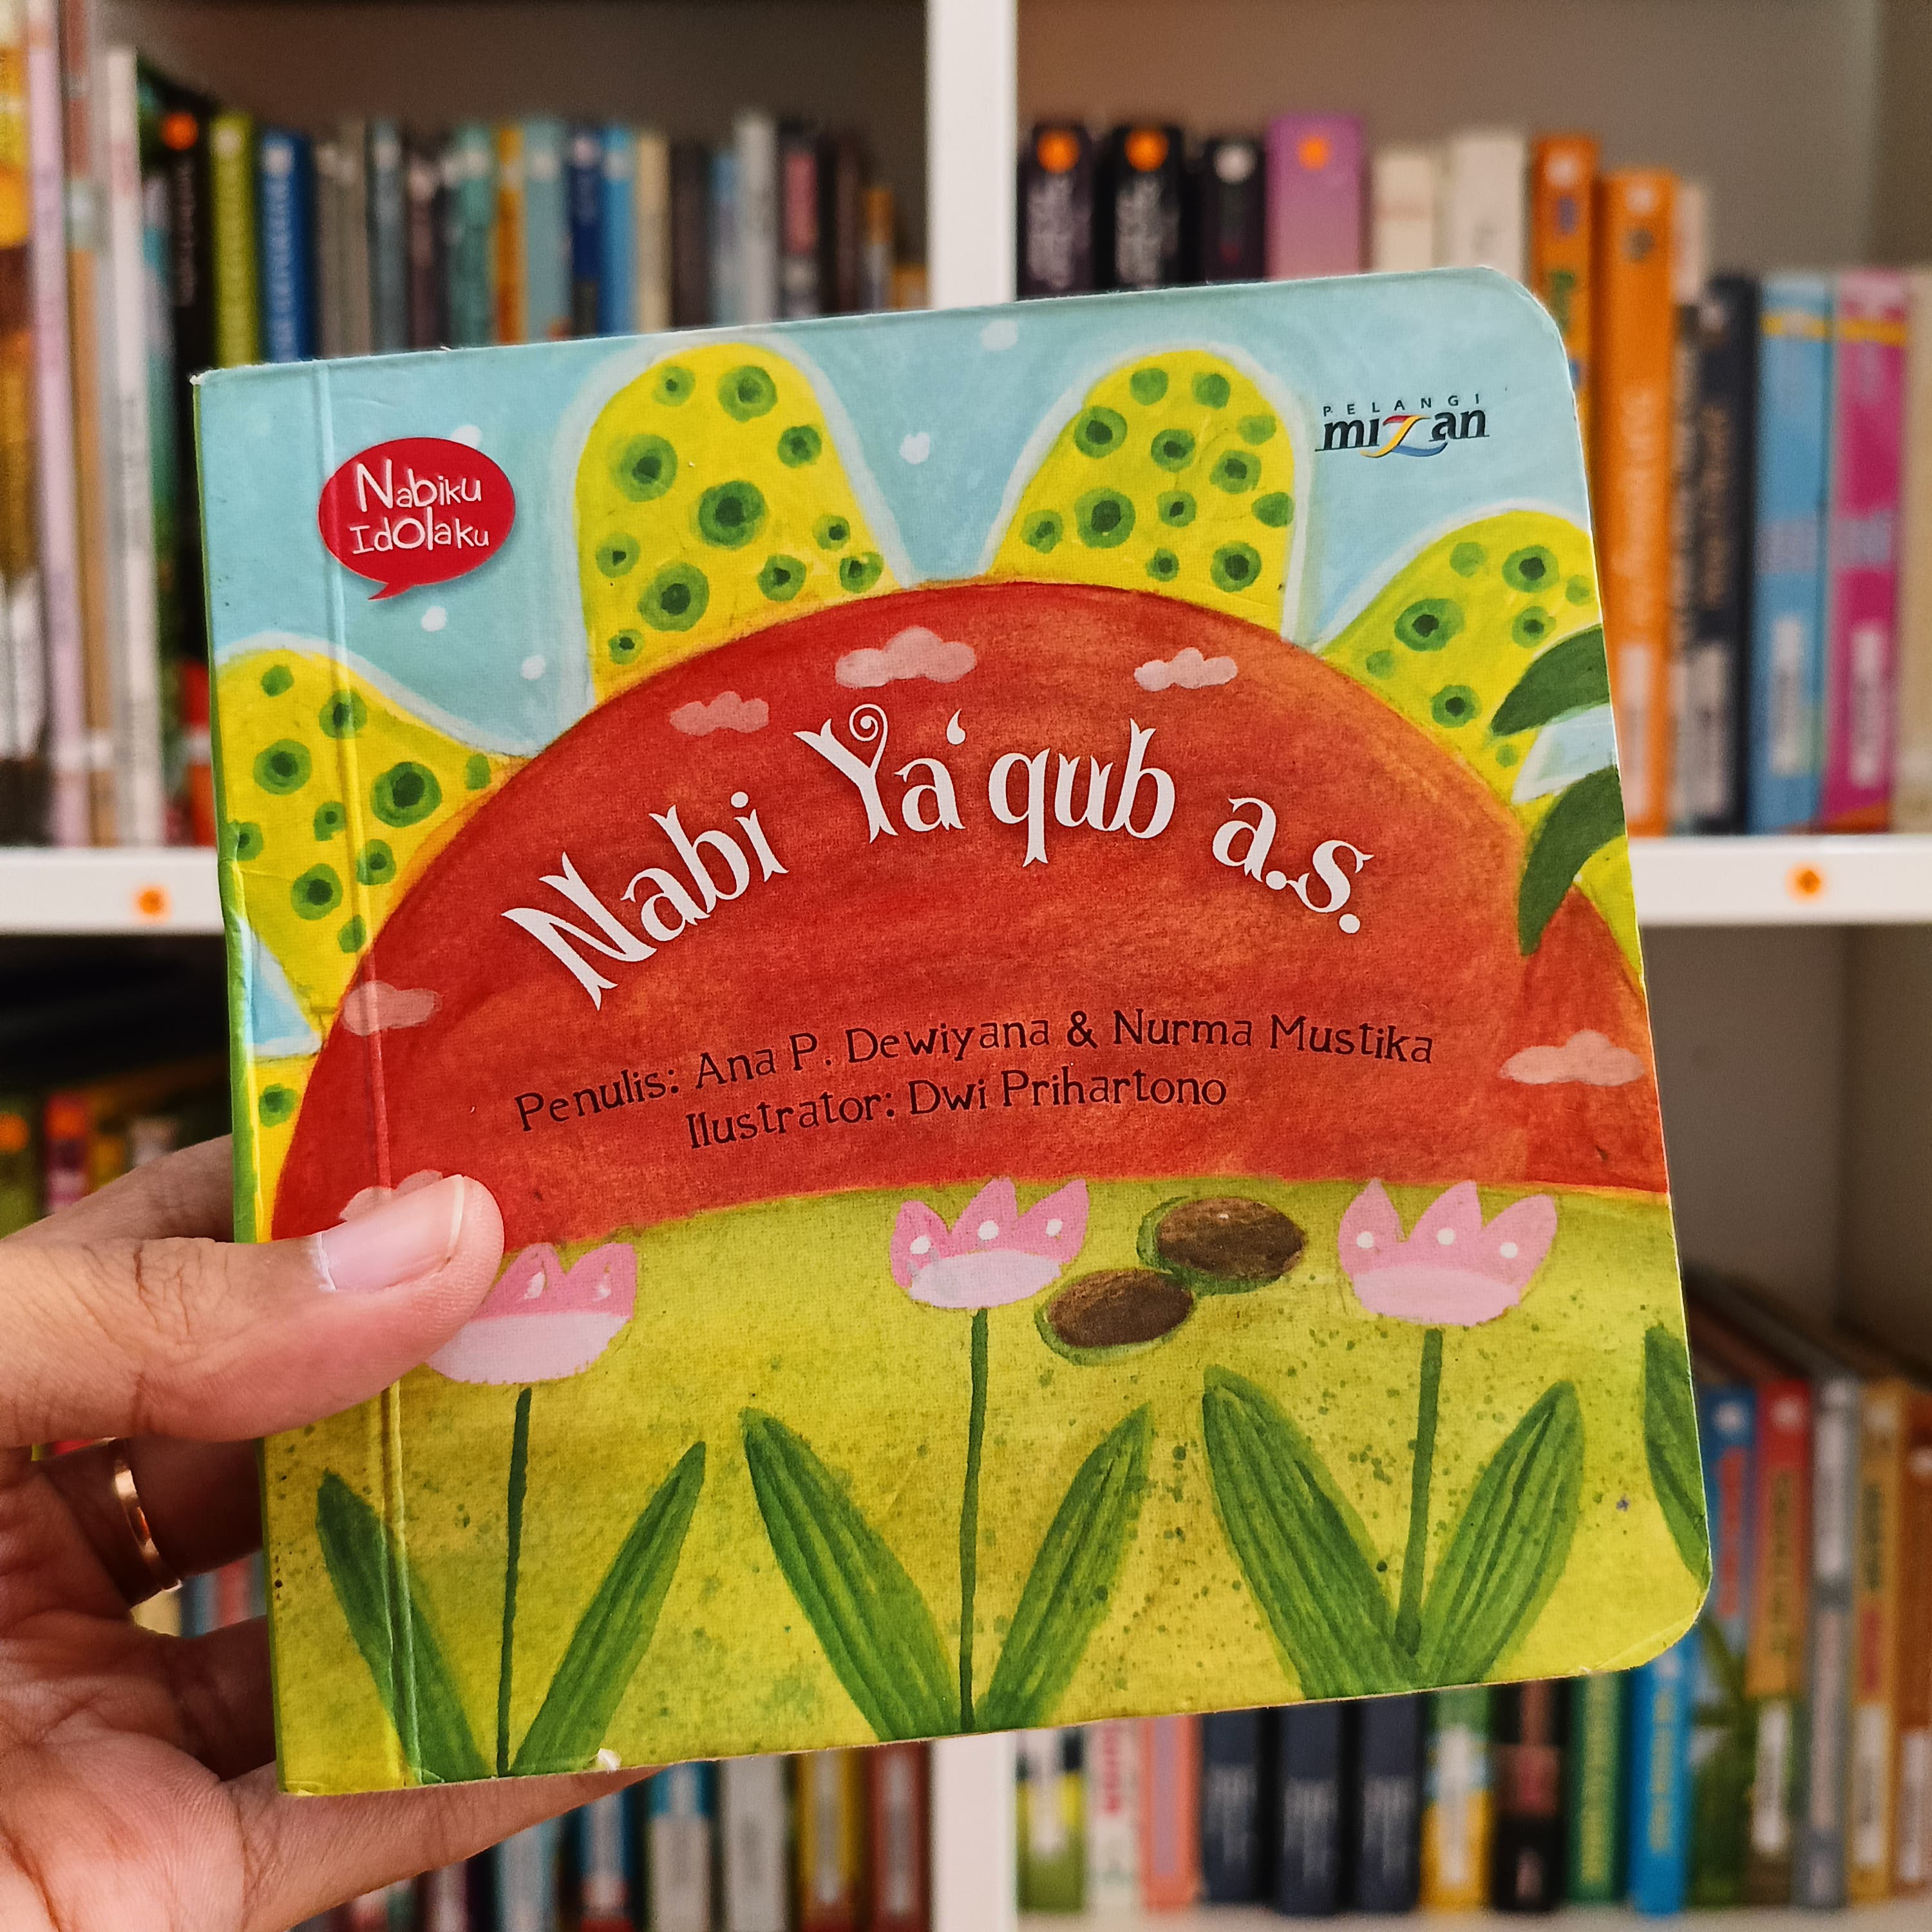 Nabiku
Idolaku
PELANGI
mizan
Nabi Ya‘qub a.s.
Penulis: Ana P. Dewiyana & Nurma Mustika
Ilustrator: Dwi Prihartono